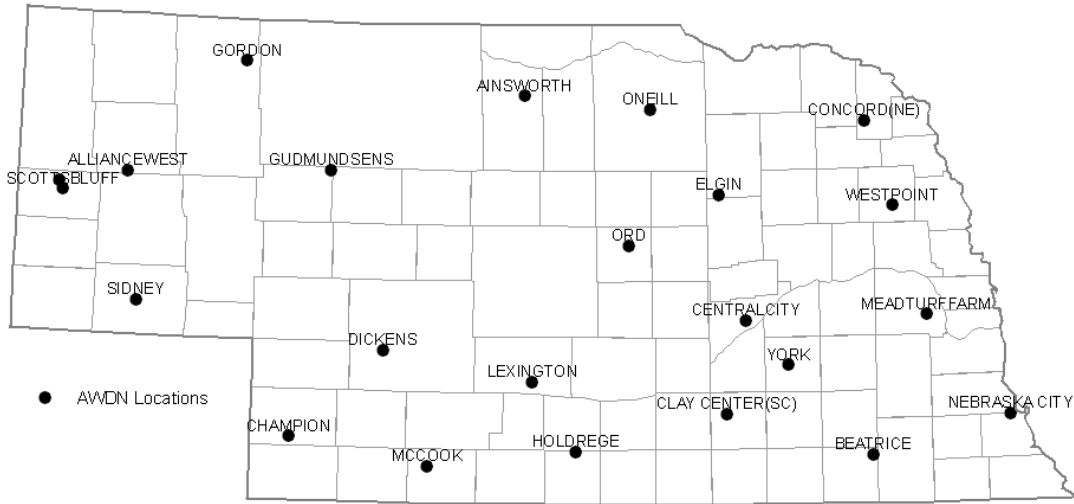 GORDON
AINSWORTH
ONEILL
CONCORD(NE)
ALLIANCEWEST
GUDMUNDSENS
SCOTTSBLUFF
ELGIN
WESTPOINT
ORD
SIDNEY
CENTRALCITY
MEADTURFFARM
DICKENS
YORK
LEXINGTON
AWDN Locations
CLAY CENTER(SC)
NEBRASKA CITY
CHAMPION
HOLDREGE
BEATRICE
MCCOOK